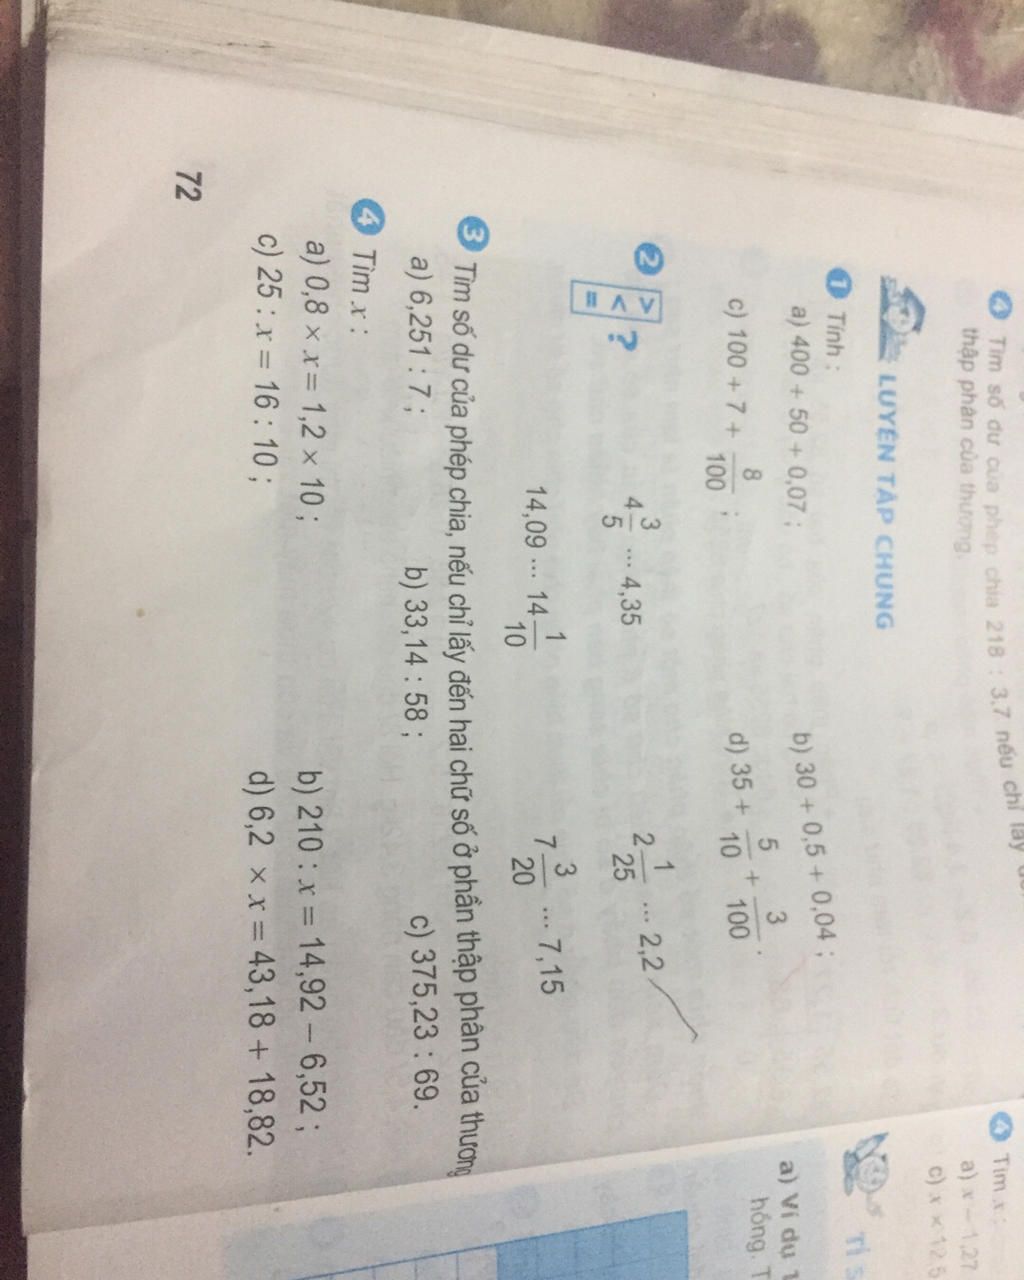 4 Tìm số dư của phép chia 218 : 3,7 nếu chỉ lấy
thập phân của thương.
LUYỆN TẬP CHUNG
1 Tính :
a) 400 + 50 + 0,07 ; b) 30 + 0,5 + 0,04 ;
c) 100 + 7 + 8/100 ; d) 35 + 5/10 + 3/100 .
2 > < = ? 4 3/5 ... 4,35 2 1/25 ... 2,2
14,09 ... 14 1/10 7 3/20 ... 7,15
3 Tìm số dư của phép chia, nếu chỉ lấy đến hai chữ số ở phần thập phân của thương
a) 6,251 : 7 ; b) 33,14 : 58 ; c) 375,23 : 69.
4 Tìm x :
a) 0,8 × x = 1,2 × 10 ; b) 210 : x = 14,92 – 6,52 ;
c) 25 : x = 16 : 10 ; d) 6,2 × x = 43,18 + 18,82.
72
4 Tìm x :
a) x – 1,27
c) x × 12,5
TỈ
a) Ví dụ 1
hồng. T